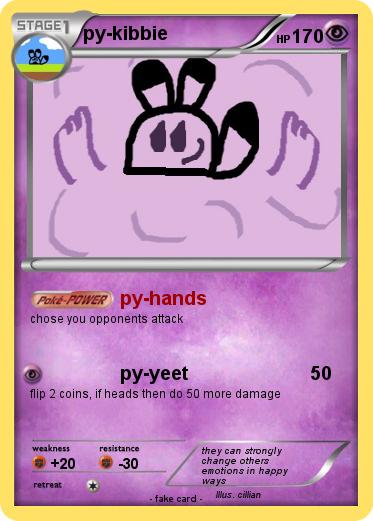 STAGE1 py-kibbie HP170
Poké-POWER py-hands
chose you opponents attack
py-yeet 50
flip 2 coins, if heads then do 50 more damage
weakness resistance
+20 -30
retreat
they can strongly
change others
emotions in happy
ways
- fake card - Illus. cillian